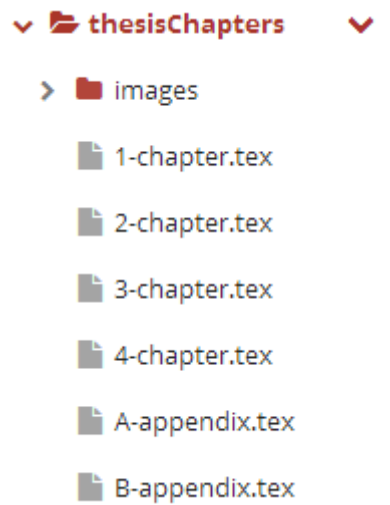 thesisChapters
images
1-chapter.tex
2-chapter.tex
3-chapter.tex
4-chapter.tex
A-appendix.tex
B-appendix.tex